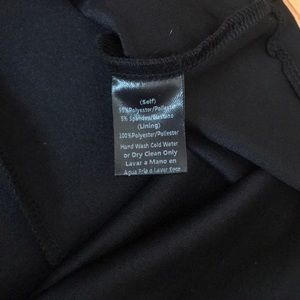 (Self)
95%Polyester/Poliester
5% Spandex/Elastano
(Lining)
100%Polyester/Poliester
Hand Wash Cold Water
or Dry Clean Only
Lavar a Mano en
Agua Fria o Lavar